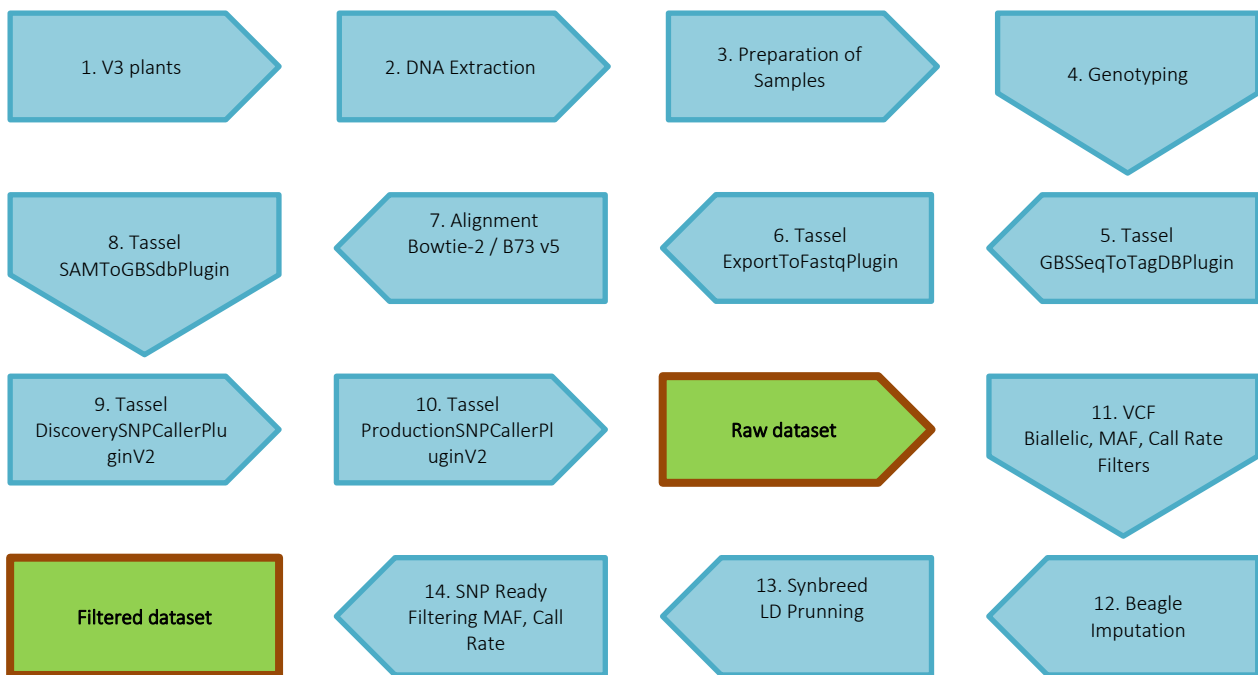 1. V3 plants
2. DNA Extraction
3. Preparation of
Samples
4. Genotyping
8. Tassel
SAMToGBSdbPlugin
7. Alignment
Bowtie-2 / B73 v5
6. Tassel
ExportToFastqPlugin
5. Tassel
GBSSeqToTagDBPlugin
9. Tassel
DiscoverySNPCallerPlu
ginV2
10. Tassel
ProductionSNPCallerPl
uginV2
Raw dataset
11. VCF
Biallelic, MAF, Call Rate
Filters
Filtered dataset
14. SNP Ready
Filtering MAF, Call
Rate
13. Synbreed
LD Prunning
12. Beagle
Imputation